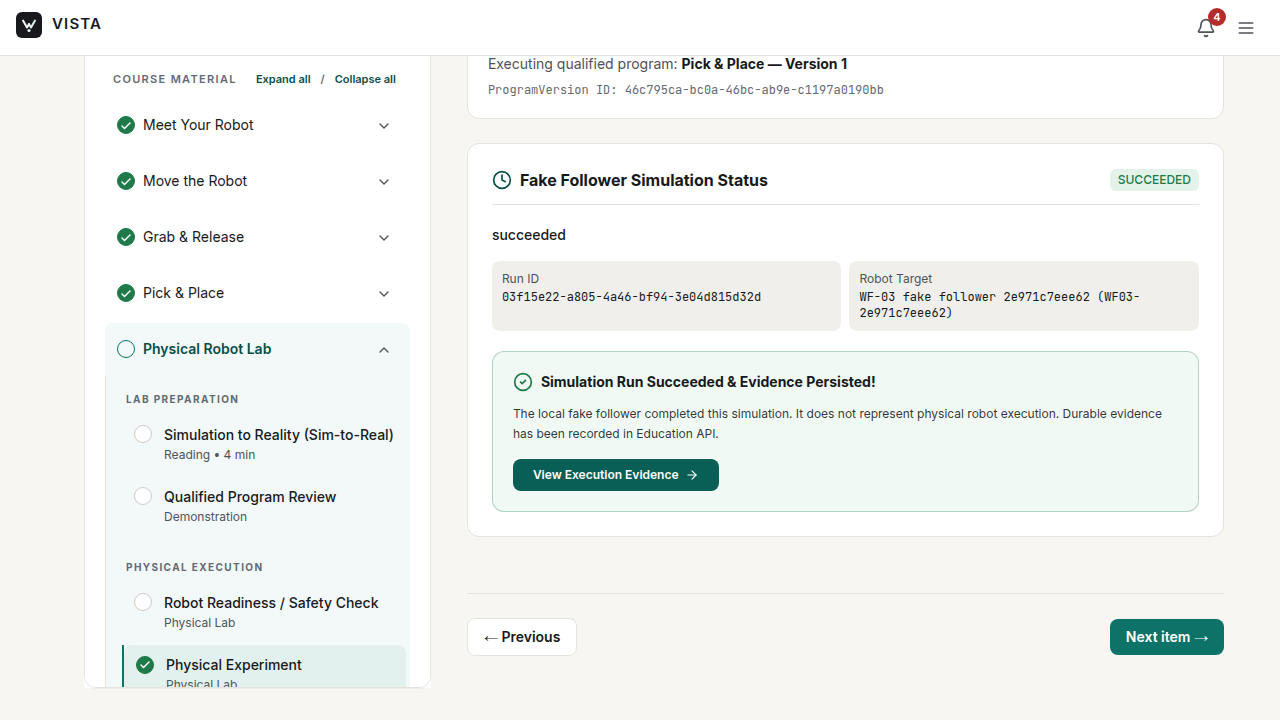 VISTA
4
COURSE MATERIAL Expand all / Collapse all
Meet Your Robot
Move the Robot
Grab & Release
Pick & Place
Physical Robot Lab
LAB PREPARATION
Simulation to Reality (Sim-to-Real)
Reading • 4 min
Qualified Program Review
Demonstration
PHYSICAL EXECUTION
Robot Readiness / Safety Check
Physical Lab
Physical Experiment
Physical Lab
Executing qualified program: Pick & Place — Version 1
ProgramVersion ID: 46c795ca-bc0a-46bc-ab9e-c1197a0190bb
Fake Follower Simulation Status
SUCCEEDED
succeeded
Run ID
03f15e22-a805-4a46-bf94-3e04d815d32d
Robot Target
WF-03 fake follower 2e971c7eee62 (WF03-
2e971c7eee62)
Simulation Run Succeeded & Evidence Persisted!
The local fake follower completed this simulation. It does not represent physical robot execution. Durable evidence
has been recorded in Education API.
View Execution Evidence →
← Previous
Next item →